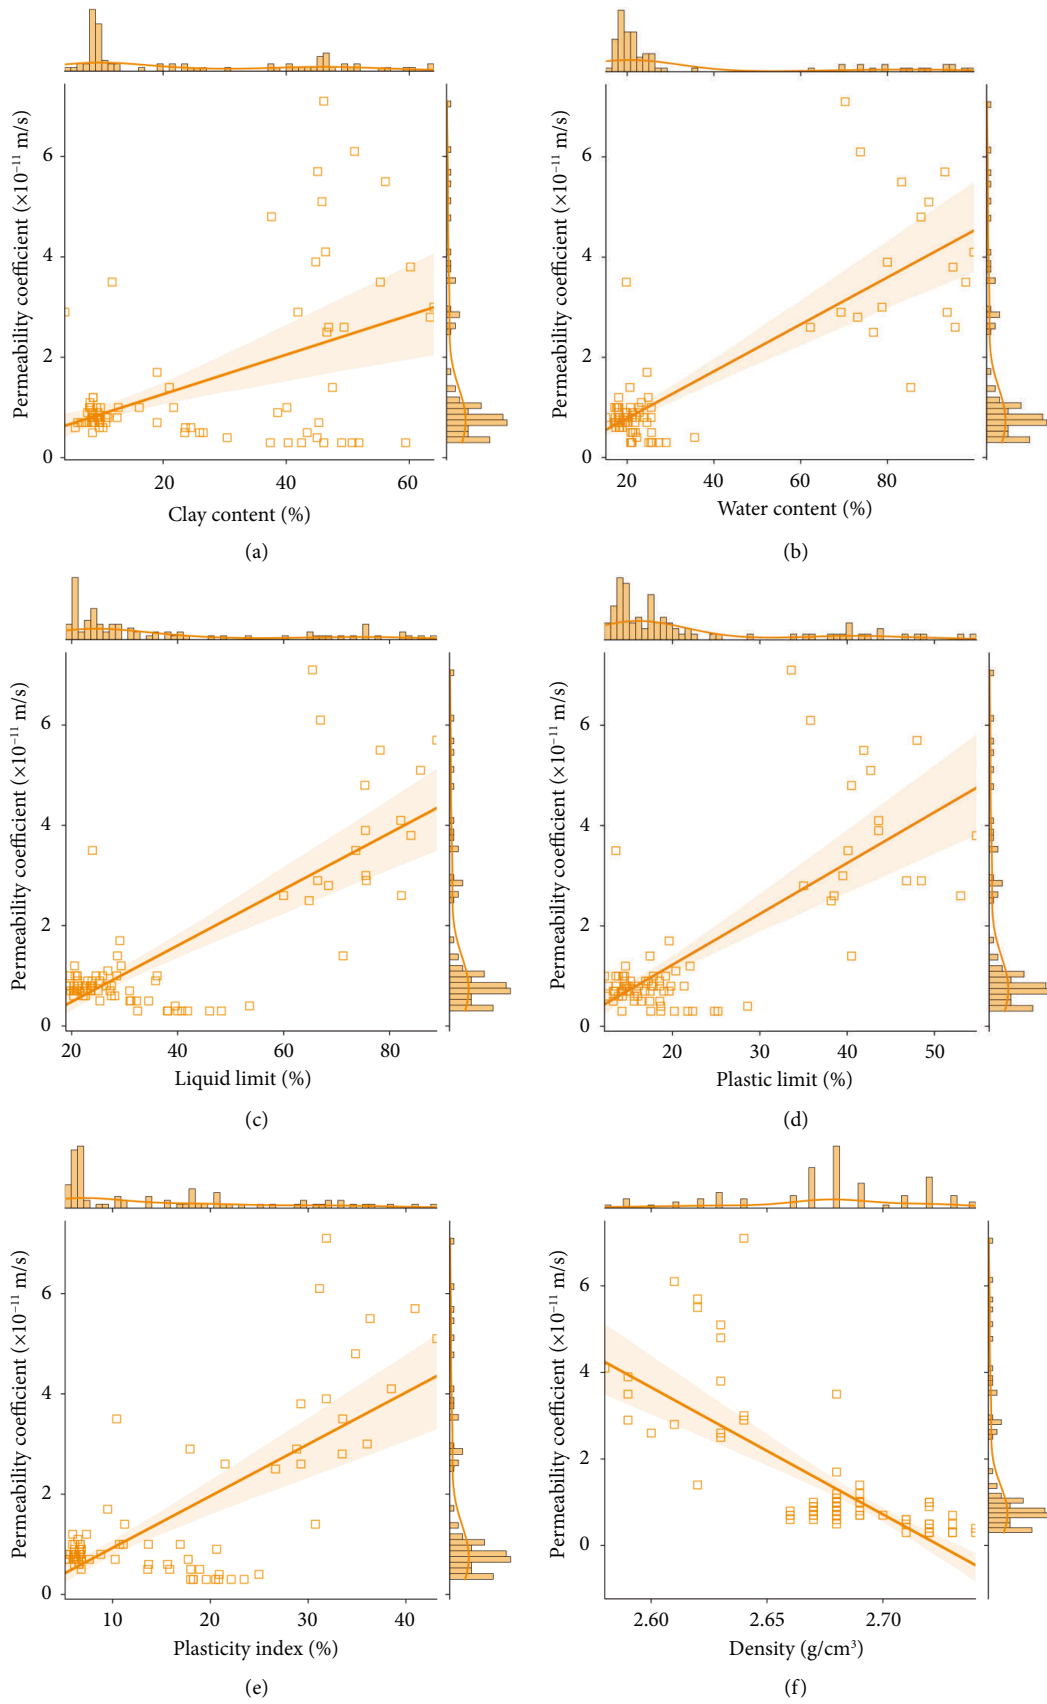 Permeability coefficient (×10⁻¹¹ m/s)
6
4
2
0
20
40
60
Clay content (%)
(a)
Permeability coefficient (×10⁻¹¹ m/s)
6
4
2
0
20
40
60
80
Water content (%)
(b)
Permeability coefficient (×10⁻¹¹ m/s)
6
4
2
0
20
40
60
80
Liquid limit (%)
(c)
Permeability coefficient (×10⁻¹¹ m/s)
6
4
2
0
20
30
40
50
Plastic limit (%)
(d)
Permeability coefficient (×10⁻¹¹ m/s)
6
4
2
0
10
20
30
40
Plasticity index (%)
(e)
Permeability coefficient (×10⁻¹¹ m/s)
6
4
2
0
2.60
2.65
2.70
Density (g/cm³)
(f)